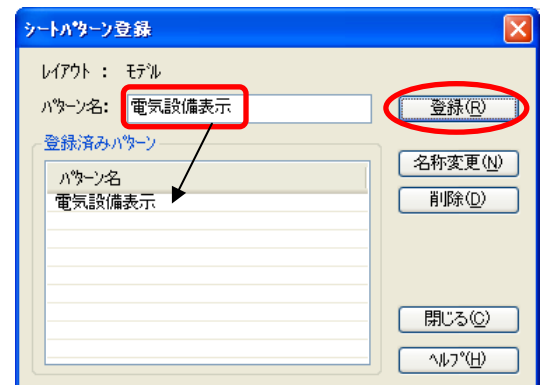 シートパターン登録
レイアウト : モデル
パターン名: 電気設備表示 登録(R)
登録済みパターン
名称変更(N)
パターン名
電気設備表示 削除(D)
閉じる(C)
ヘルプ(H)